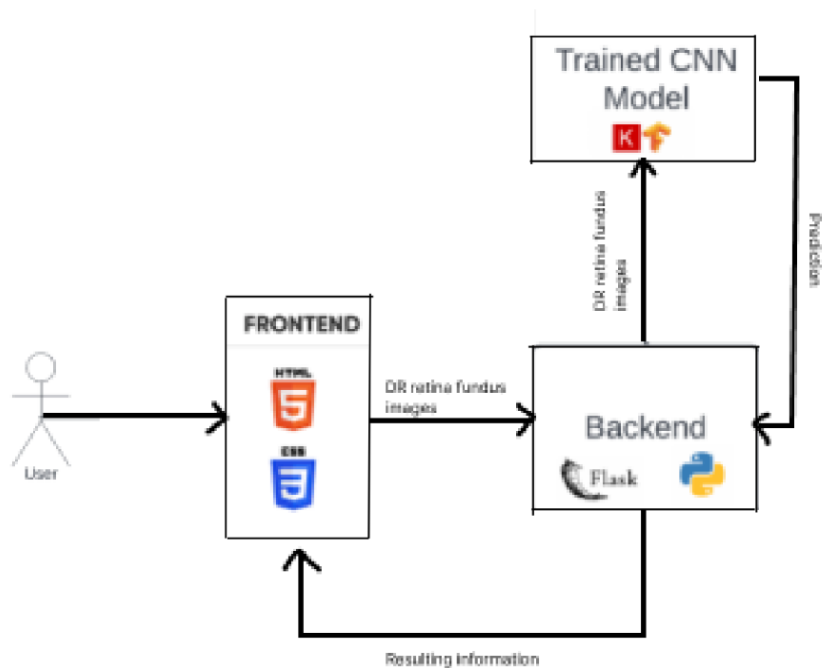 Trained CNN
Model
K
Prediction
DR retina fundus
images
FRONTEND
HTML
5
CSS
3
DR retina fundus
images
Backend
Flask
User
Resulting information